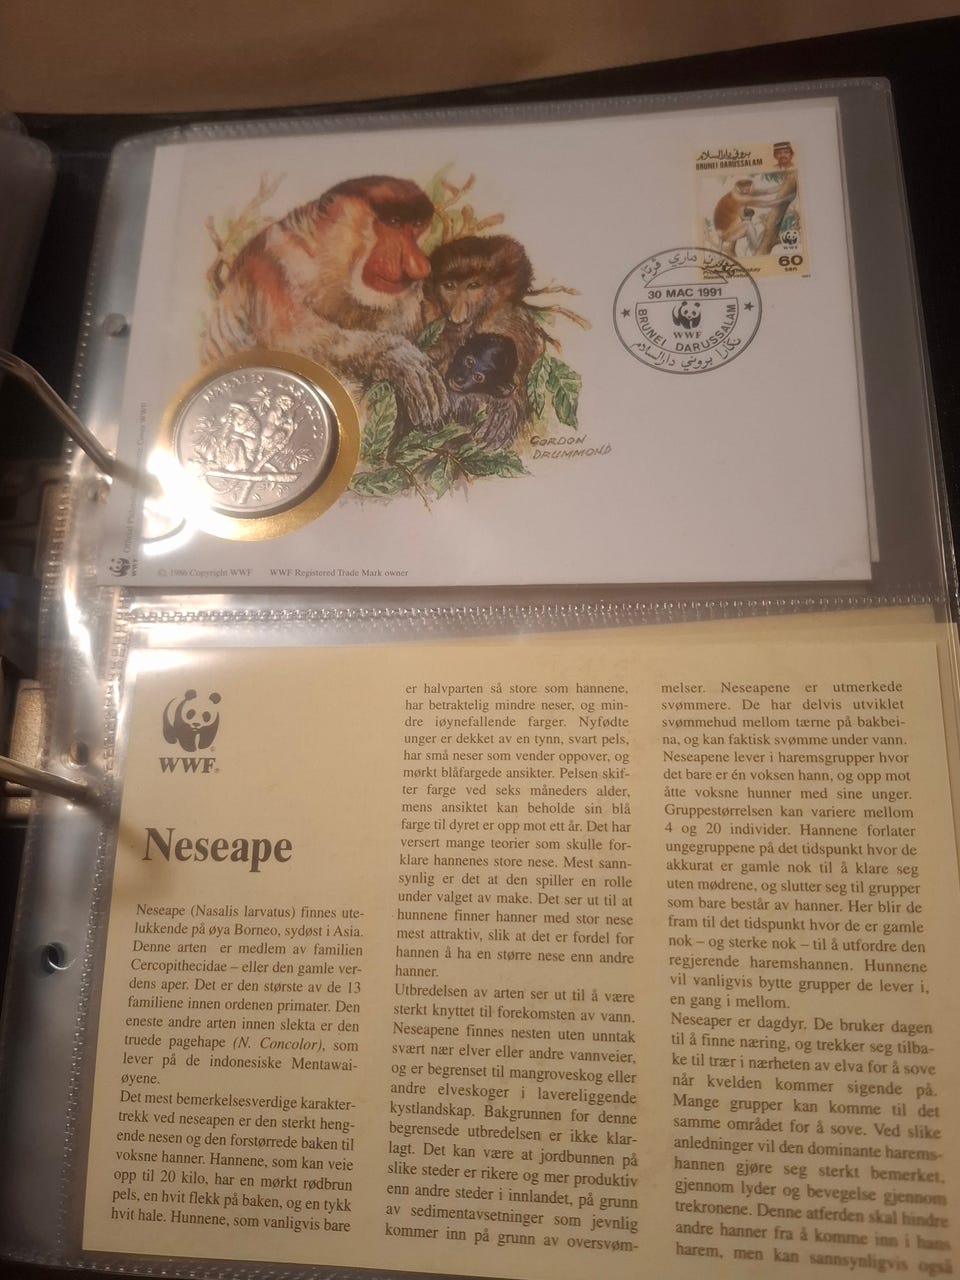 بروني دارالسلام
BRUNEI DARUSSALAM
WWF
60
sen
30 MAC 1991
WWF
BRUNEI DARUSSALAM
نڬارا بروني دارالسلام
NASALIS LARVATUS
GORDON
DRUMMOND
© 1986 Copyright WWF WWF Registered Trade Mark owner
WWF
Neseape
Neseape (Nasalis larvatus) finnes ute-
lukkende på øya Borneo, sydøst i Asia.
Denne arten er medlem av familien
Cercopithecidae – eller den gamle ver-
dens aper. Det er den største av de 13
familiene innen ordenen primater. Den
eneste andre arten innen slekta er den
truede pagehape (N. Concolor), som
lever på de indonesiske Mentawai-
øyene.
Det mest bemerkelsesverdige karakter-
trekk ved neseapen er den sterkt heng-
ende nesen og den forstørrede baken til
voksne hanner. Hannene, som kan veie
opp til 20 kilo, har en mørkt rødbrun
pels, en hvit flekk på baken, og en tykk
hvit hale. Hunnene, som vanligvis bare
er halvparten så store som hannene,
har betraktelig mindre neser, og min-
dre iøynefallende farger. Nyfødte
unger er dekket av en tynn, svart pels,
har små neser som vender oppover, og
mørkt blåfargede ansikter. Pelsen skif-
ter farge ved seks måneders alder,
mens ansiktet kan beholde sin blå
farge til dyret er opp mot ett år. Det har
versert mange teorier som skulle for-
klare hannenes store nese. Mest sann-
synlig er det at den spiller en rolle
under valget av make. Det ser ut til at
hunnene finner hanner med stor nese
mest attraktiv, slik at det er fordel for
hannen å ha en større nese enn andre
hanner.
Utbredelsen av arten ser ut til å være
sterkt knyttet til forekomsten av vann.
Neseapene finnes nesten uten unntak
svært nær elver eller andre vannveier,
og er begrenset til mangroveskog eller
andre elveskoger i lavereliggende
kystlandskap. Bakgrunnen for denne
begrensede utbredelsen er ikke klar-
lagt. Det kan være at jordbunnen på
slike steder er rikere og mer produktiv
enn andre steder i innlandet, på grunn
av sedimentavsetninger som jevnlig
kommer inn på grunn av oversvøm-
melser. Neseapene er utmerkede
svømmere. De har delvis utviklet
svømmehud mellom tærne på bakbei-
na, og kan faktisk svømme under vann.
Neseapene lever i haremsgrupper hvor
det bare er én voksen hann, og opp mot
åtte voksne hunner med sine unger.
Gruppestørrelsen kan variere mellom
4 og 20 individer. Hannene forlater
ungegruppene på det tidspunkt hvor de
akkurat er gamle nok til å klare seg
uten mødrene, og slutter seg til grupper
som bare består av hanner. Her blir de
fram til det tidspunkt hvor de er gamle
nok – og sterke nok – til å utfordre den
regjerende haremshannen. Hunnene
vil vanligvis bytte grupper de lever i,
en gang i mellom.
Neseaper er dagdyr. De bruker dagen
til å finne næring, og trekker seg tilba-
ke til trær i nærheten av elva for å sove
når kvelden kommer sigende på.
Mange grupper kan komme til det
samme området for å sove. Ved slike
anledninger vil den dominante harems-
hannen gjøre seg sterkt bemerket,
gjennom lyder og bevegelse gjennom
trekronene. Denne atferden skal hindre
andre hanner fra å komme inn i hans
harem, men kan sannsynligvis også